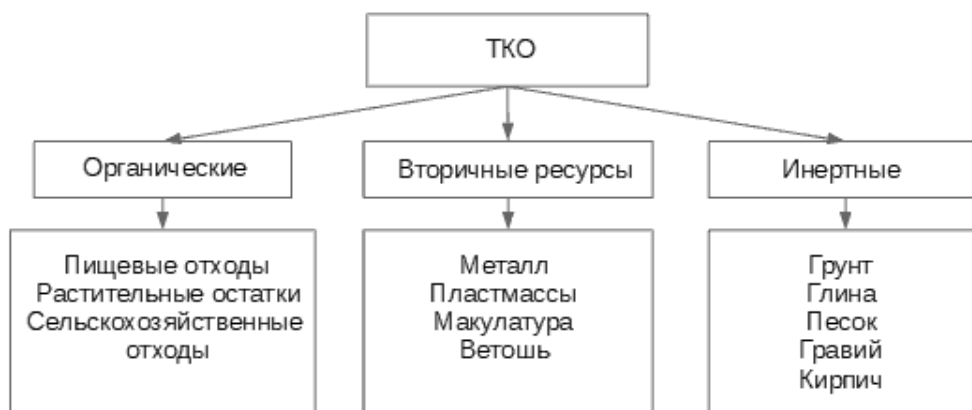 ТКО
Органические
Вторичные ресурсы
Инертные
Пищевые отходы
Растительные остатки
Сельскохозяйственные
отходы
Металл
Пластмассы
Макулатура
Ветошь
Грунт
Глина
Песок
Гравий
Кирпич